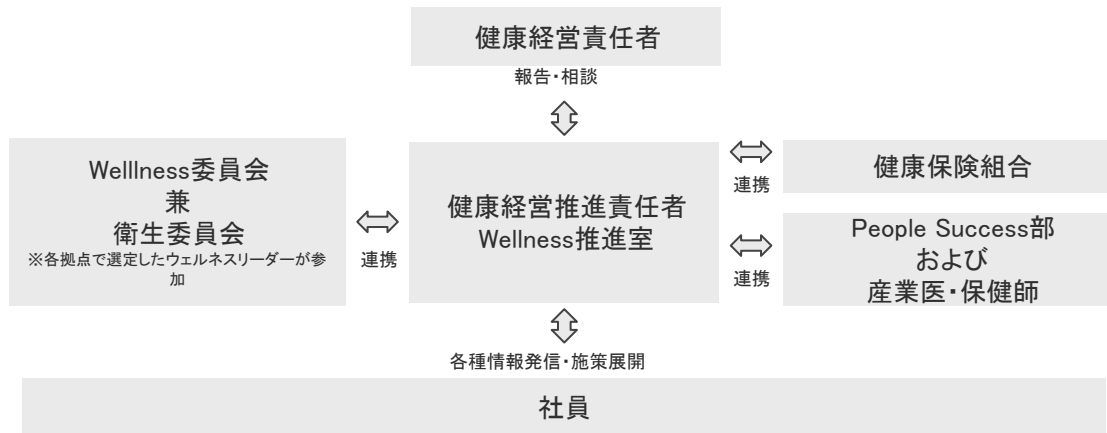 健康経営責任者
報告・相談
Welllness委員会
兼
衛生委員会
※各拠点で選定したウェルネスリーダーが参
加
連携
健康経営推進責任者
Wellness推進室
連携
健康保険組合
連携
People Success部
および
産業医・保健師
各種情報発信・施策展開
社員